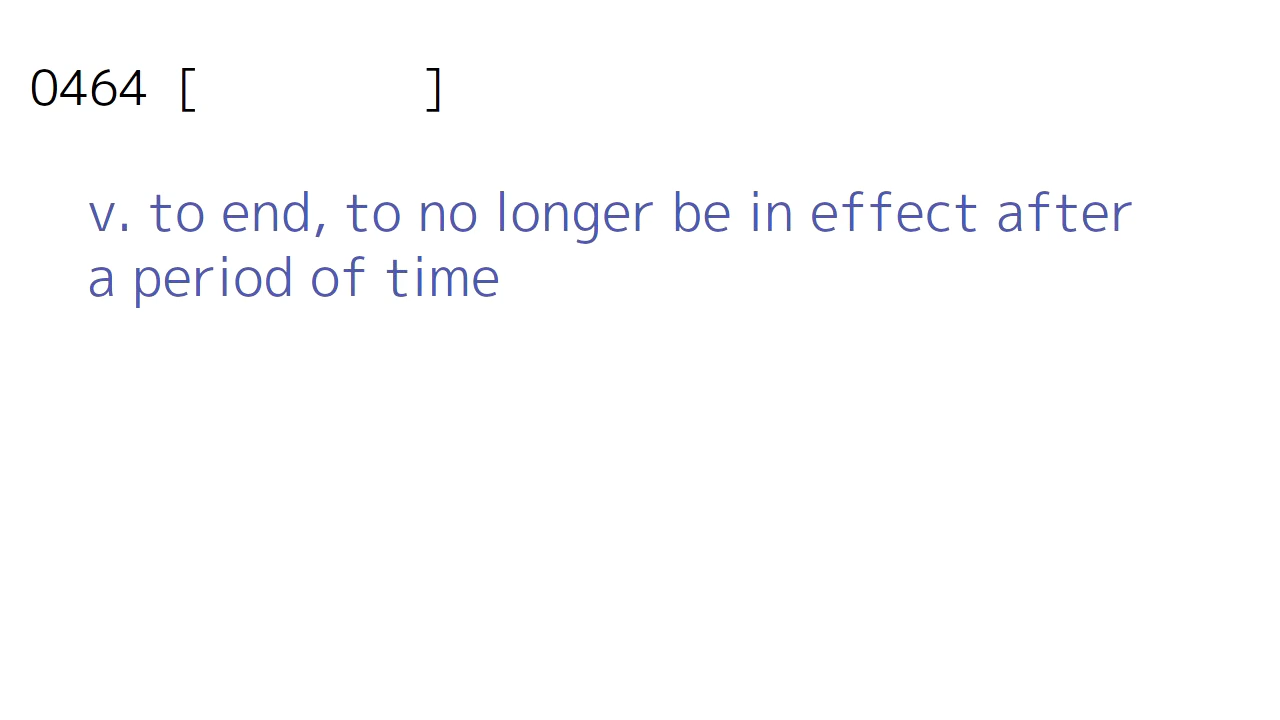 0464 [ ]
v. to end, to no longer be in effect after
a period of time